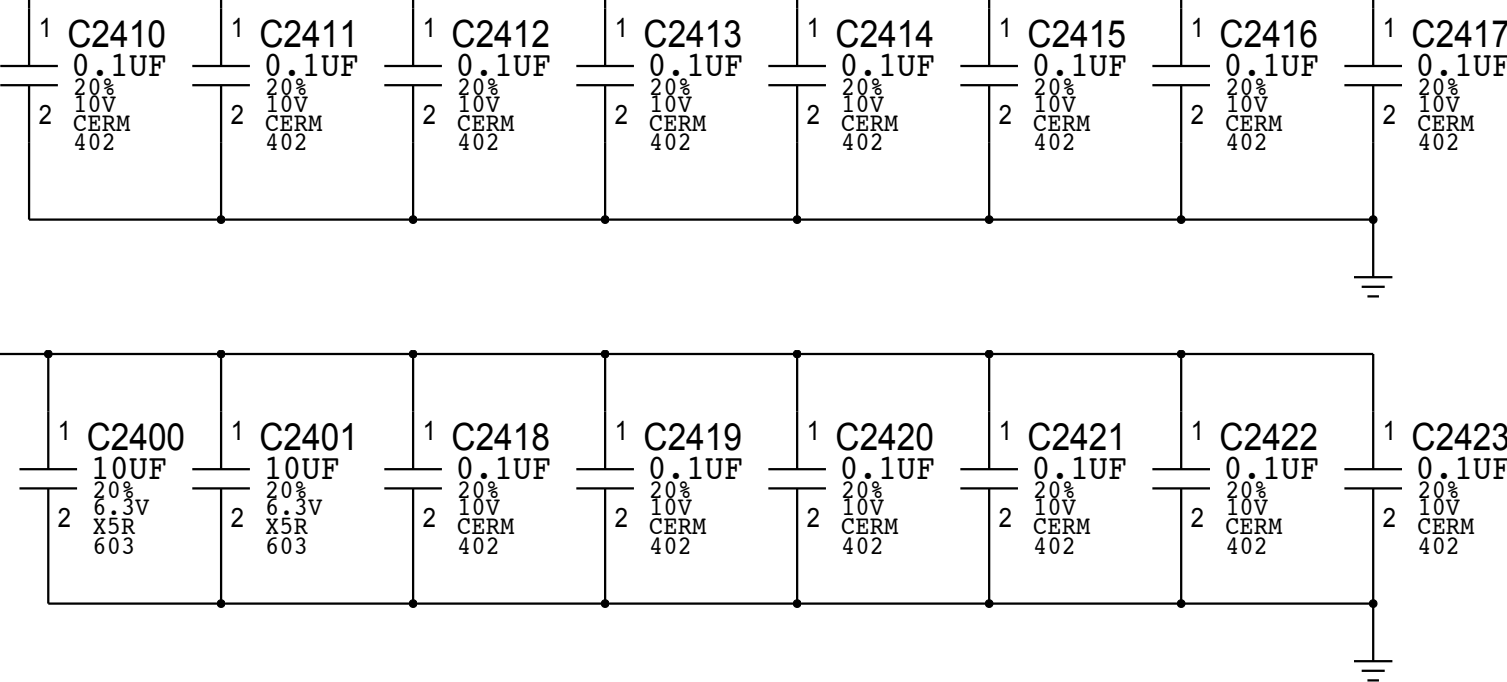 1 C2410 1 C2411 1 C2412 1 C2413 1 C2414 1 C2415 1 C2416 1 C2417
0.1UF 0.1UF 0.1UF 0.1UF 0.1UF 0.1UF 0.1UF 0.1UF
20% 20% 20% 20% 20% 20% 20% 20%
2 10V 2 10V 2 10V 2 10V 2 10V 2 10V 2 10V 2 10V
CERM CERM CERM CERM CERM CERM CERM CERM
402 402 402 402 402 402 402 402
1 C2400 1 C2401 1 C2418 1 C2419 1 C2420 1 C2421 1 C2422 1 C2423
10UF 10UF 0.1UF 0.1UF 0.1UF 0.1UF 0.1UF 0.1UF
20% 20% 20% 20% 20% 20% 20% 20%
2 6.3V 2 6.3V 2 10V 2 10V 2 10V 2 10V 2 10V 2 10V
X5R X5R CERM CERM CERM CERM CERM CERM
603 603 402 402 402 402 402 402